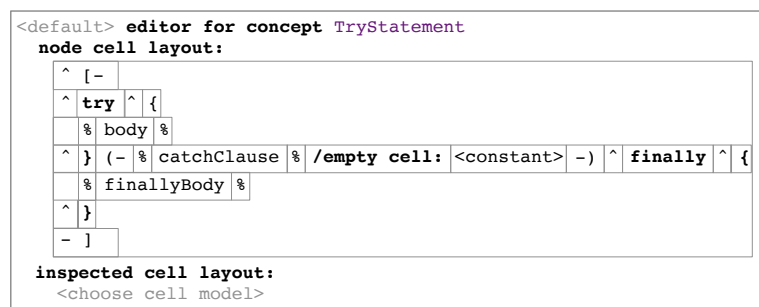 <default> editor for concept TryStatement
node cell layout:
^ [-
^ try ^ {
% body %
^ } (- % catchClause % /empty cell: <constant> -) ^ finally ^ {
% finallyBody %
^ }
- ]
inspected cell layout:
<choose cell model>